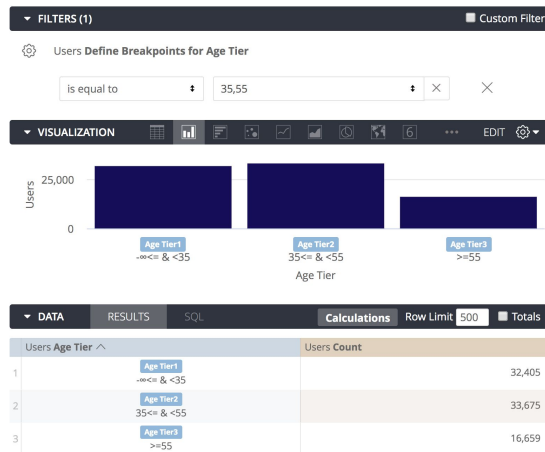 FILTERS (1)
Custom Filter
Users Define Breakpoints for Age Tier
is equal to
35,55
VISUALIZATION
6
EDIT
Users
25,000
0
Age Tier1
-∞<= & <35
Age Tier2
35<= & <55
Age Tier3
>=55
Age Tier
DATA
RESULTS
SQL
Calculations
Row Limit
500
Totals
Users Age Tier
Users Count
1
Age Tier1
-∞<= & <35
32,405
2
Age Tier2
35<= & <55
33,675
3
Age Tier3
>=55
16,659